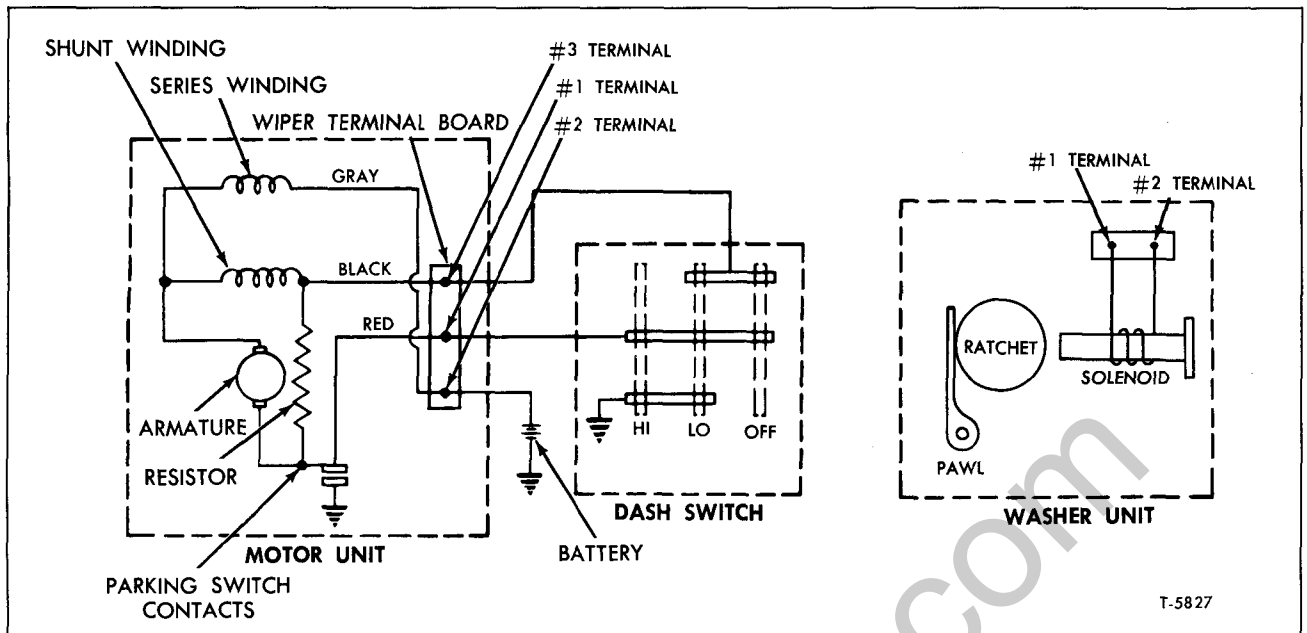 SHUNT WINDING
SERIES WINDING
WIPER TERMINAL BOARD
#3 TERMINAL
#1 TERMINAL
#2 TERMINAL
GRAY
BLACK
RED
ARMATURE
RESISTOR
MOTOR UNIT
PARKING SWITCH
CONTACTS
BATTERY
HI LO OFF
DASH SWITCH
#1 TERMINAL
#2 TERMINAL
RATCHET
SOLENOID
PAWL
WASHER UNIT
T-5827
com